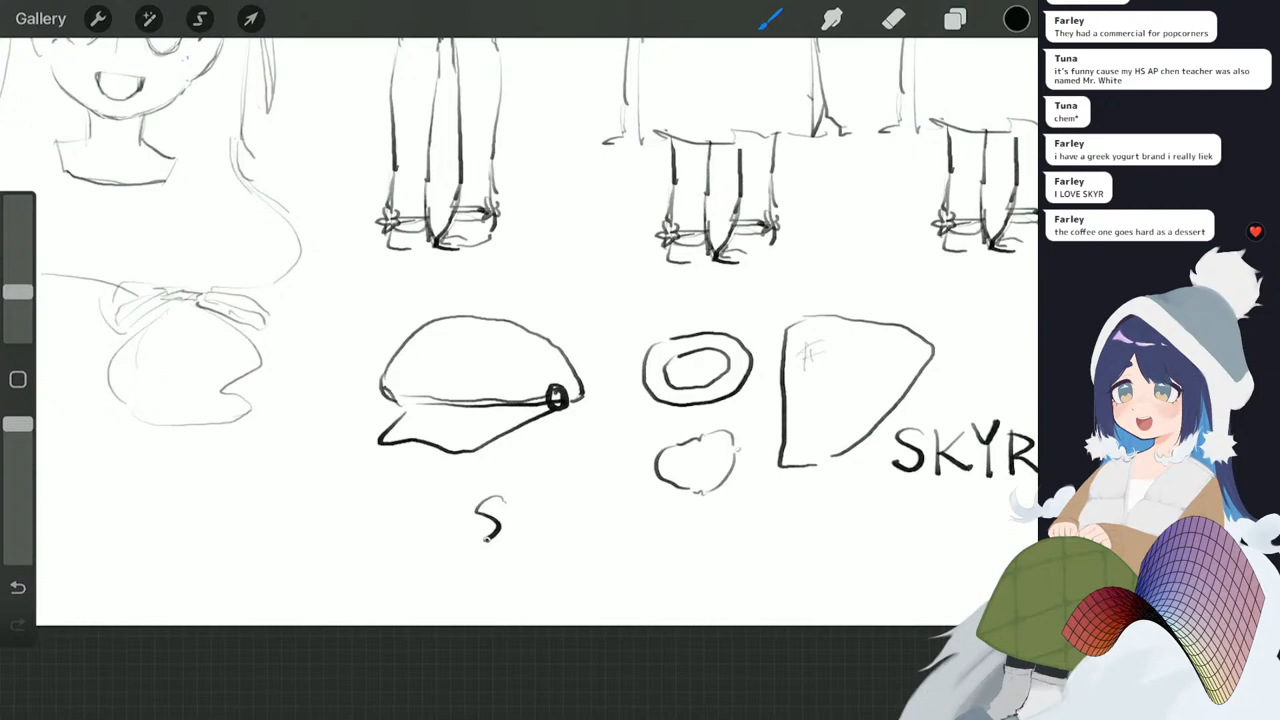 Gallery
Farley
They had a commercial for popcorners
Tuna
it's funny cause my HS AP chen teacher was also
named Mr. White
Tuna
chem*
Farley
i have a greek yogurt brand i really liek
Farley
I LOVE SKYR
Farley
the coffee one goes hard as a dessert
SKYR
S